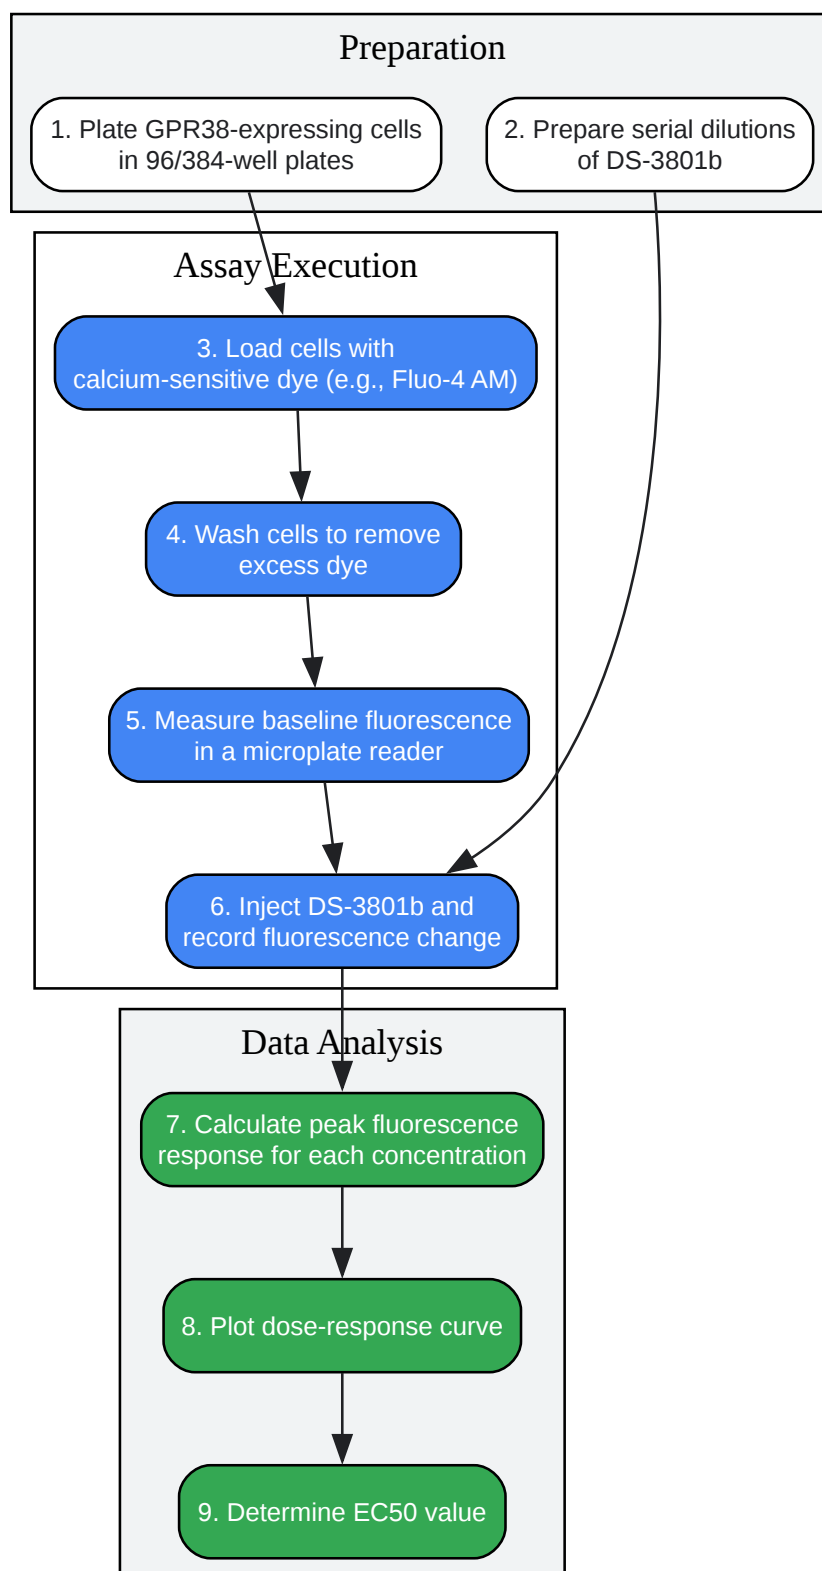 Preparation
1. Plate GPR38-expressing cells
in 96/384-well plates
2. Prepare serial dilutions
of DS-3801b
Assay Execution
3. Load cells with
calcium-sensitive dye (e.g., Fluo-4 AM)
4. Wash cells to remove
excess dye
5. Measure baseline fluorescence
in a microplate reader
6. Inject DS-3801b and
record fluorescence change
Data Analysis
7. Calculate peak fluorescence
response for each concentration
8. Plot dose-response curve
9. Determine EC50 value